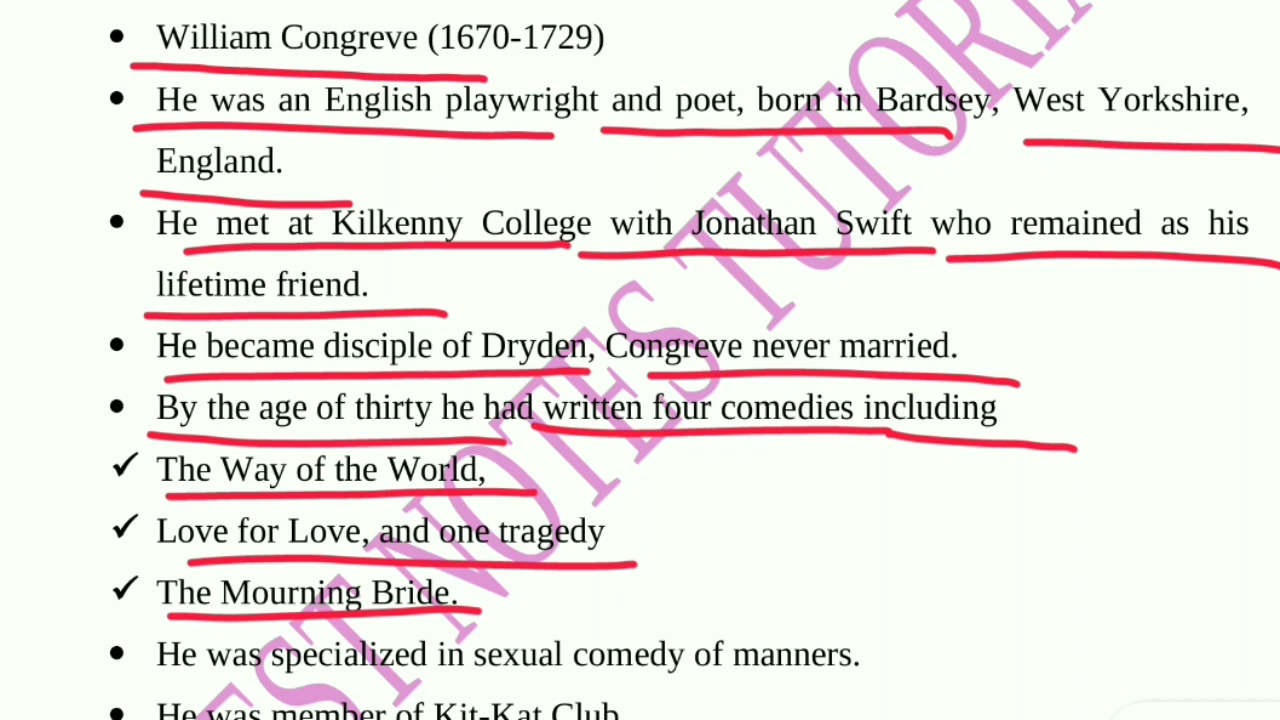 William Congreve (1670-1729)
He was an English playwright and poet, born in Bardsey, West Yorkshire,
England.
He met at Kilkenny College with Jonathan Swift who remained as his
lifetime friend.
He became disciple of Dryden, Congreve never married.
By the age of thirty he had written four comedies including
The Way of the World,
Love for Love, and one tragedy
The Mourning Bride.
He was specialized in sexual comedy of manners.
He was member of Kit-Kat Club
NOTES TUTORI